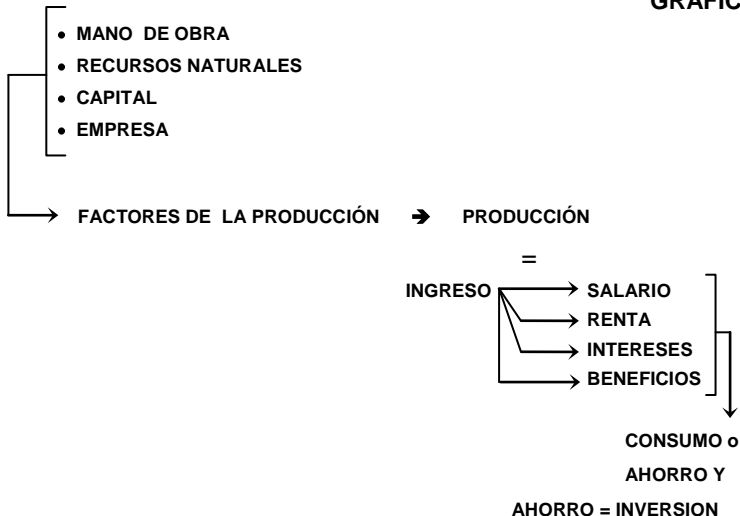 GRAFIC
• MANO DE OBRA
• RECURSOS NATURALES
• CAPITAL
• EMPRESA
FACTORES DE LA PRODUCCIÓN → PRODUCCIÓN
=
INGRESO → SALARIO
→ RENTA
→ INTERESES
→ BENEFICIOS
CONSUMO o
AHORRO Y
AHORRO = INVERSION